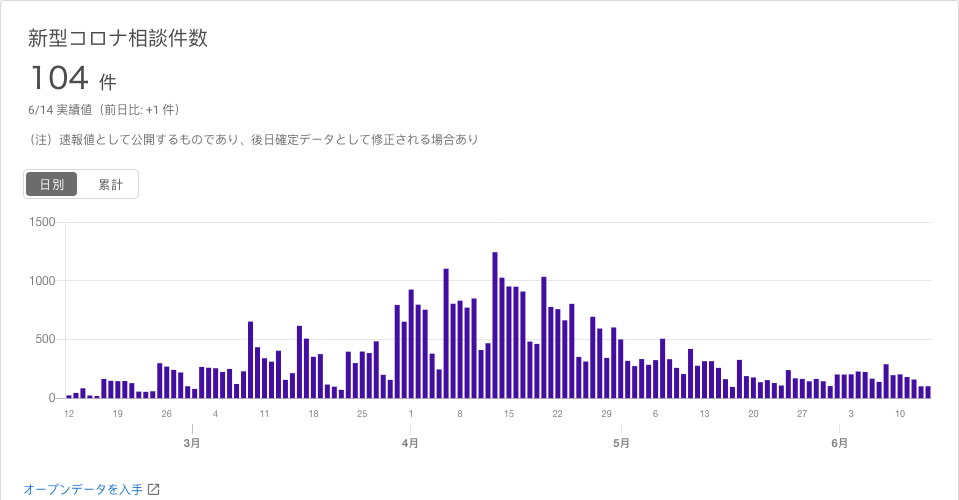 新型コロナ相談件数
104 件
6/14 実績値（前日比: +1 件）
（注）速報値として公開するものであり、後日確定データとして修正される場合あり
日別 累計
1500
1000
500
0
12 19 26 4 11 18 25 1 8 15 22 29 6 13 20 27 3 10
3月 4月 5月 6月
オープンデータを入手